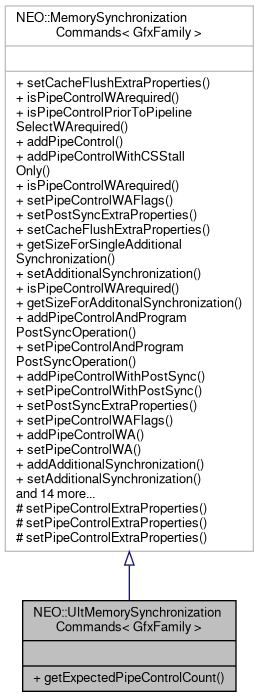 NEO::MemorySynchronization
Commands< GfxFamily >
+ setCacheFlushExtraProperties()
+ isPipeControlWArequired()
+ isPipeControlPriorToPipeline
SelectWArequired()
+ addPipeControl()
+ addPipeControlWithCSStall
Only()
+ isPipeControlWArequired()
+ setPipeControlWAFlags()
+ setPostSyncExtraProperties()
+ setCacheFlushExtraProperties()
+ getSizeForSingleAdditional
Synchronization()
+ setAdditionalSynchronization()
+ isPipeControlWArequired()
+ getSizeForAdditonalSynchronization()
+ addPipeControlAndProgram
PostSyncOperation()
+ setPipeControlAndProgram
PostSyncOperation()
+ addPipeControlWithPostSync()
+ setPipeControlWithPostSync()
+ setPostSyncExtraProperties()
+ setPipeControlWAFlags()
+ addPipeControlWA()
+ setPipeControlWA()
+ addAdditionalSynchronization()
+ setAdditionalSynchronization()
and 14 more...
# setPipeControlExtraProperties()
# setPipeControlExtraProperties()
# setPipeControlExtraProperties()
NEO::UltMemorySynchronization
Commands< GfxFamily >
+ getExpectedPipeControlCount()